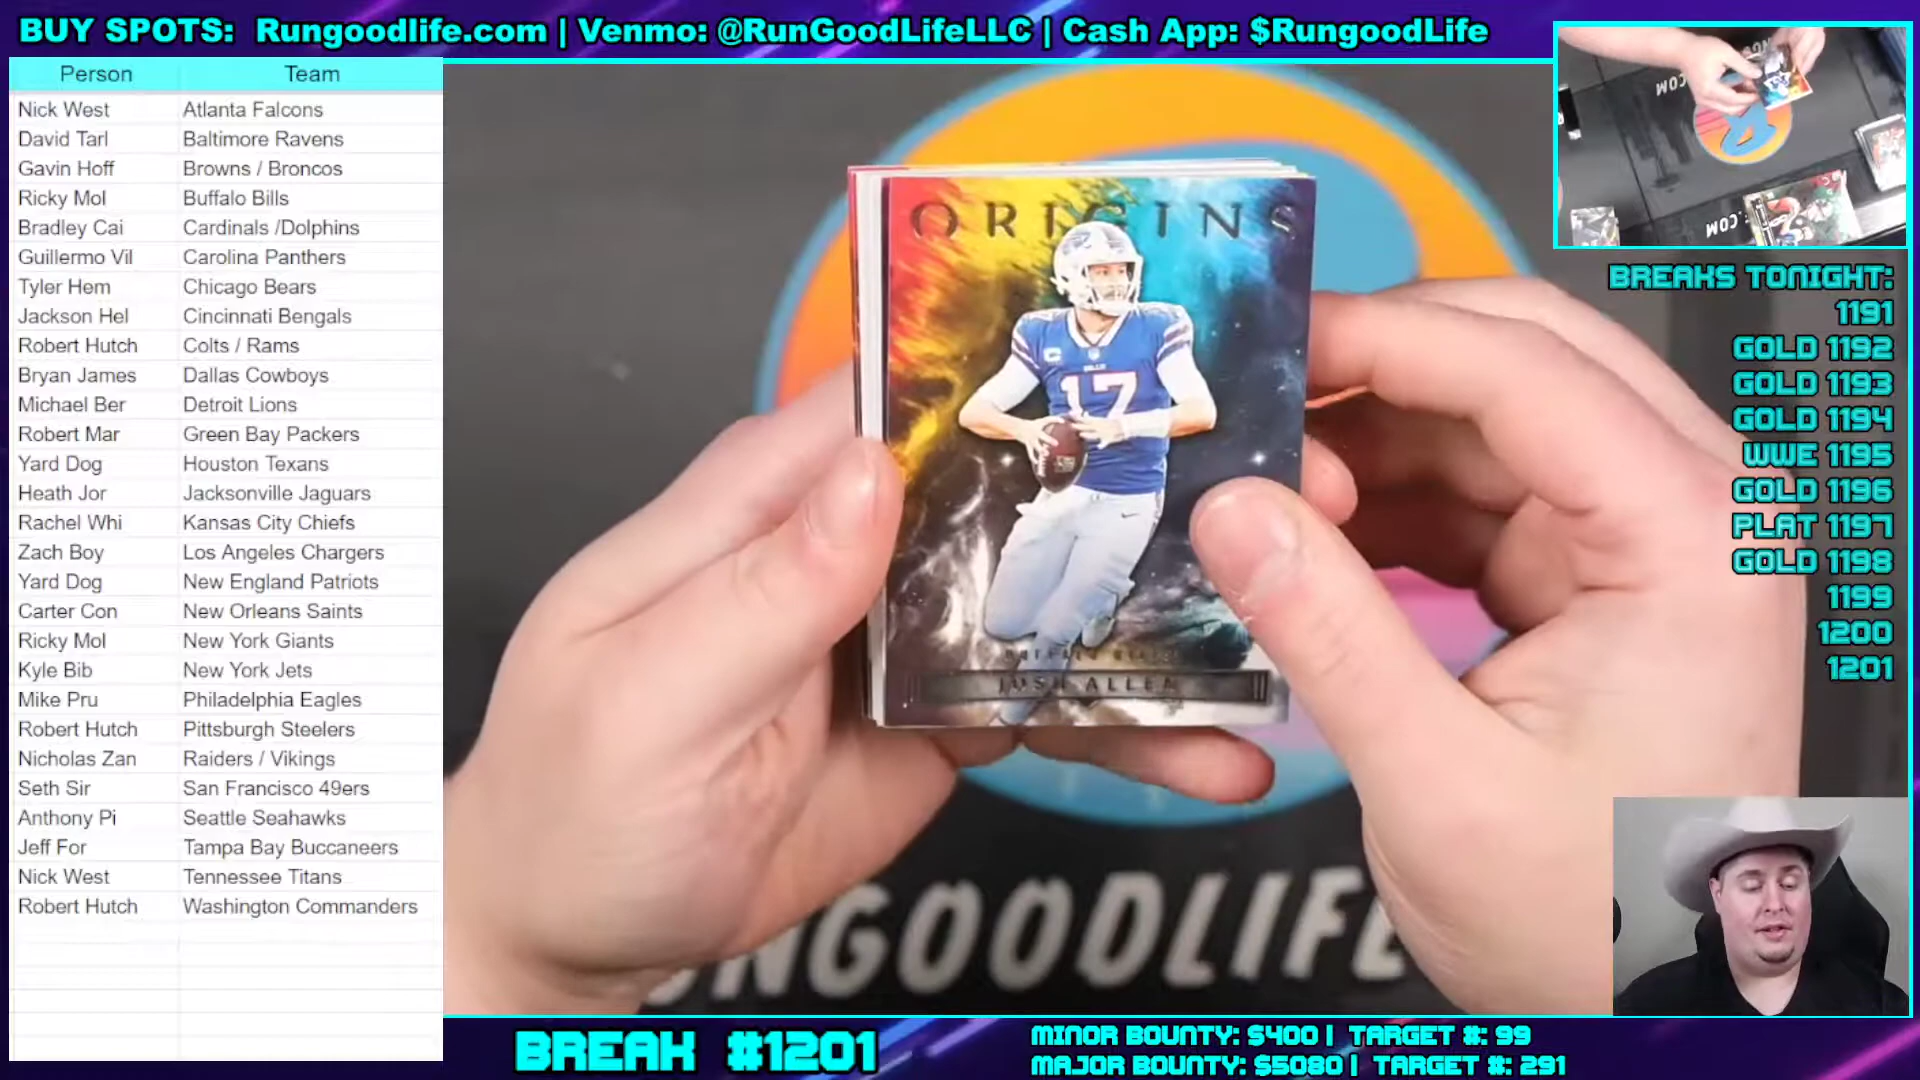 BUY SPOTS: Rungoodlife.com | Venmo: @RunGoodLifeLLC | Cash App: $RungoodLife
Person Team
Nick West Atlanta Falcons
David Tarl Baltimore Ravens
Gavin Hoff Browns / Broncos
Ricky Mol Buffalo Bills
Bradley Cai Cardinals /Dolphins
Guillermo Vil Carolina Panthers
Tyler Hem Chicago Bears
Jackson Hel Cincinnati Bengals
Robert Hutch Colts / Rams
Bryan James Dallas Cowboys
Michael Ber Detroit Lions
Robert Mar Green Bay Packers
Yard Dog Houston Texans
Heath Jor Jacksonville Jaguars
Rachel Whi Kansas City Chiefs
Zach Boy Los Angeles Chargers
Yard Dog New England Patriots
Carter Con New Orleans Saints
Ricky Mol New York Giants
Kyle Bib New York Jets
Mike Pru Philadelphia Eagles
Robert Hutch Pittsburgh Steelers
Nicholas Zan Raiders / Vikings
Seth Sir San Francisco 49ers
Anthony Pi Seattle Seahawks
Jeff For Tampa Bay Buccaneers
Nick West Tennessee Titans
Robert Hutch Washington Commanders
ORIGINS
17
BUFFALO BILLS
JOSH ALLEN
UNGOODLIFE
.COM
.COM
BREAKS TONIGHT:
1191
GOLD 1192
GOLD 1193
GOLD 1194
WWE 1195
GOLD 1196
PLAT 1197
GOLD 1198
1199
1200
1201
BREAK #1201
MINOR BOUNTY: $400 | TARGET #: 99
MAJOR BOUNTY: $5080 | TARGET #: 291